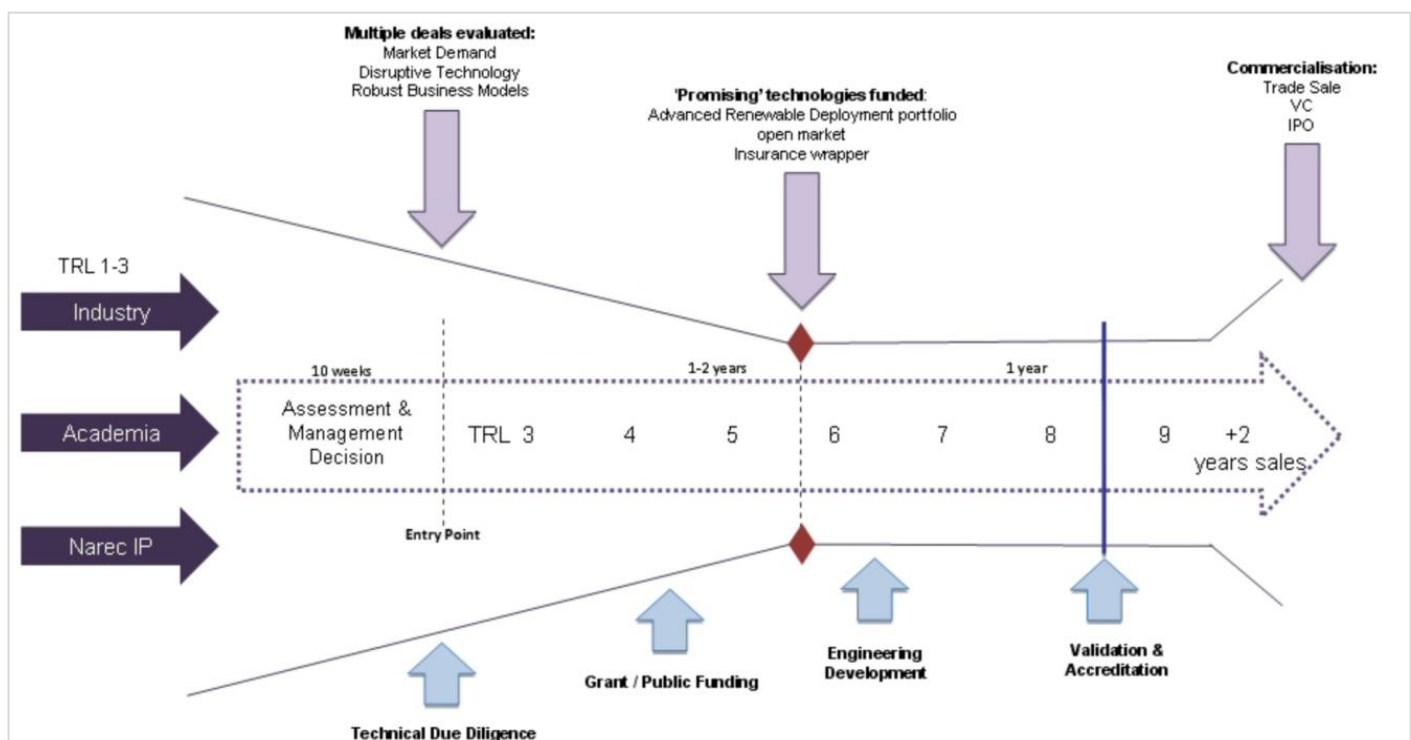 Multiple deals evaluated:
Market Demand
Disruptive Technology
Robust Business Models
'Promising' technologies funded:
Advanced Renewable Deployment portfolio
open market
Insurance wrapper
Commercialisation:
Trade Sale
VC
IPO
TRL 1-3
Industry
Academia
Narec IP
10 weeks
1-2 years
1 year
Assessment &
Management
Decision
TRL 3 4 5 6 7 8 9 +2
years sales
Entry Point
Technical Due Diligence
Grant / Public Funding
Engineering
Development
Validation &
Accreditation